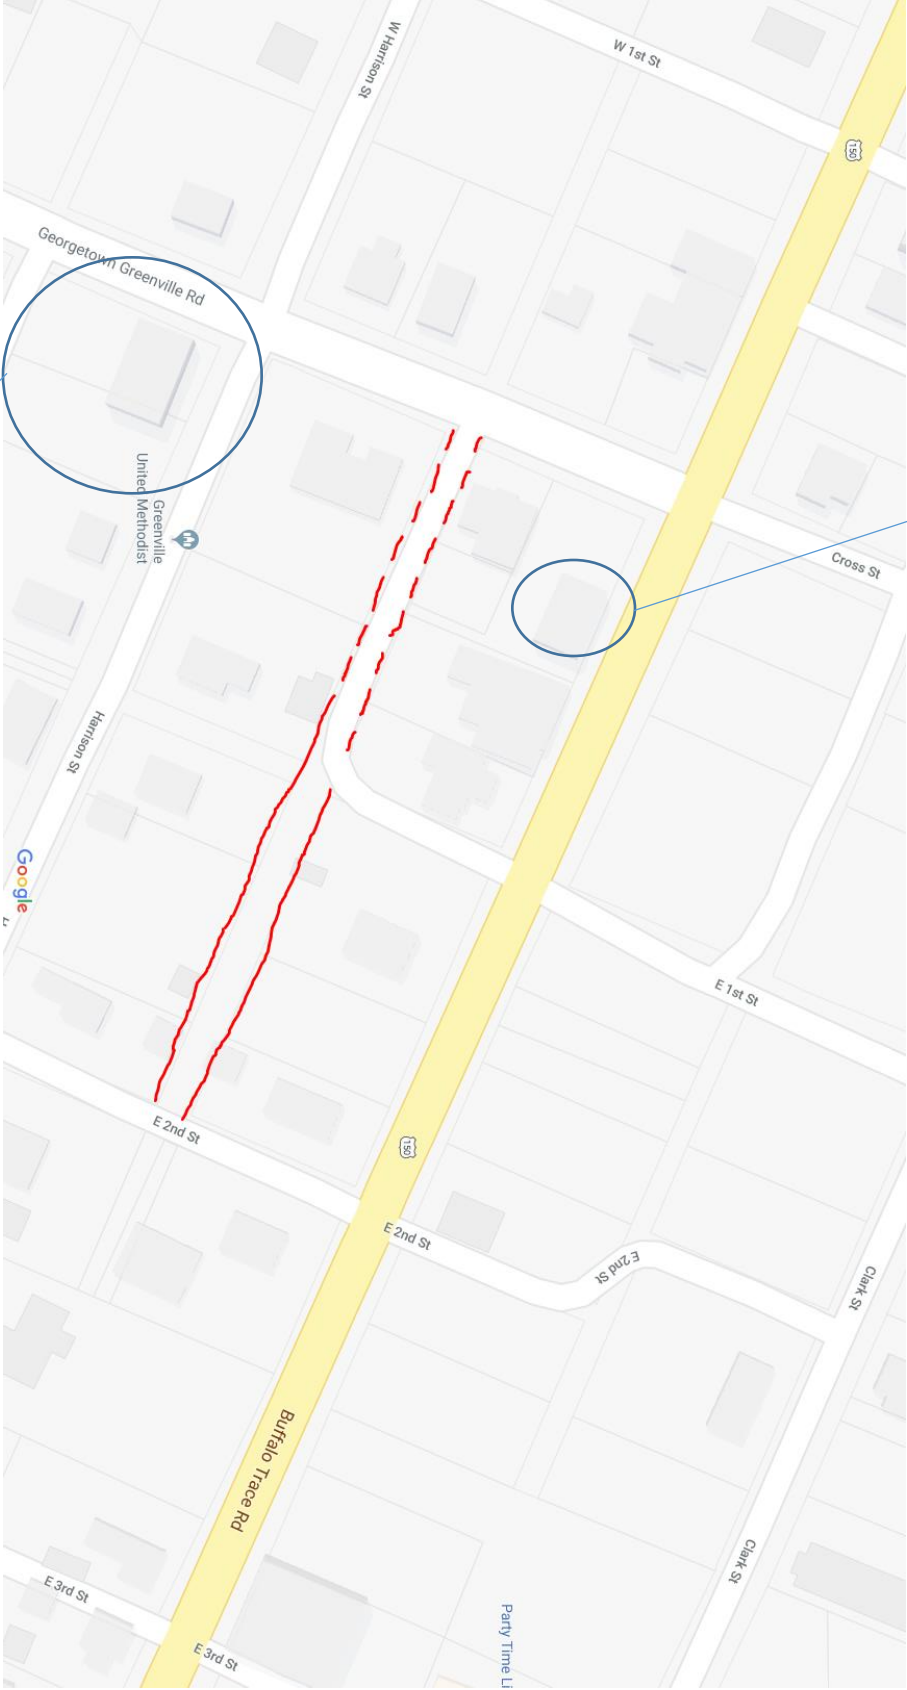 W Harrison St
W 1st St
150
Georgetown Greenville Rd
Greenville
United Methodist
Cross St
Harrison St
Google
E 1st St
E 2nd St
150
E 2nd St
E 2nd St
Clark St
Buffalo Trace Rd
Clark St
E 3rd St
Party Time Li
E 3rd St